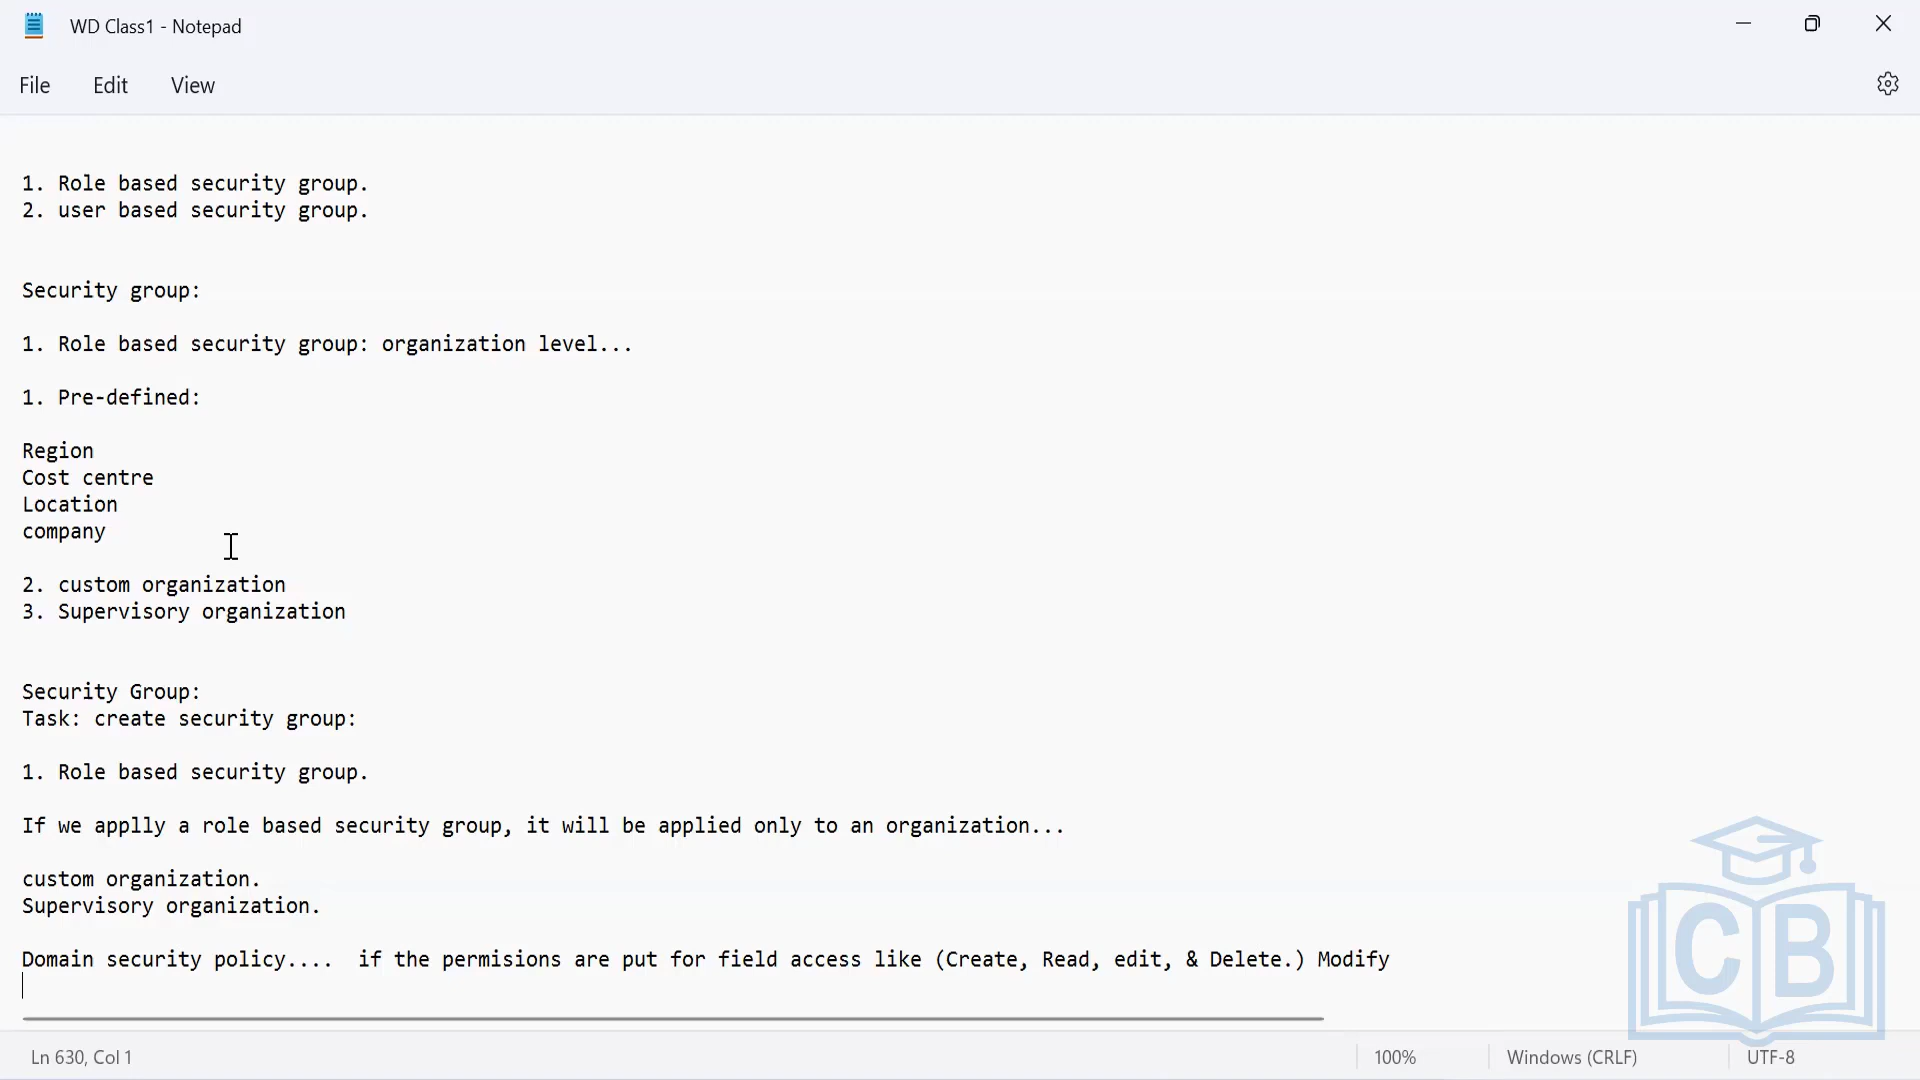 WD Class1 - Notepad
File Edit View
1. Role based security group.
2. user based security group.
Security group:
1. Role based security group: organization level...
1. Pre-defined:
Region
Cost centre
Location
company
2. custom organization
3. Supervisory organization
Security Group:
Task: create security group:
1. Role based security group.
If we applly a role based security group, it will be applied only to an organization...
custom organization.
Supervisory organization.
Domain security policy.... if the permisions are put for field access like (Create, Read, edit, & Delete.) Modify
CB
Ln 630, Col 1 100% Windows (CRLF) UTF-8